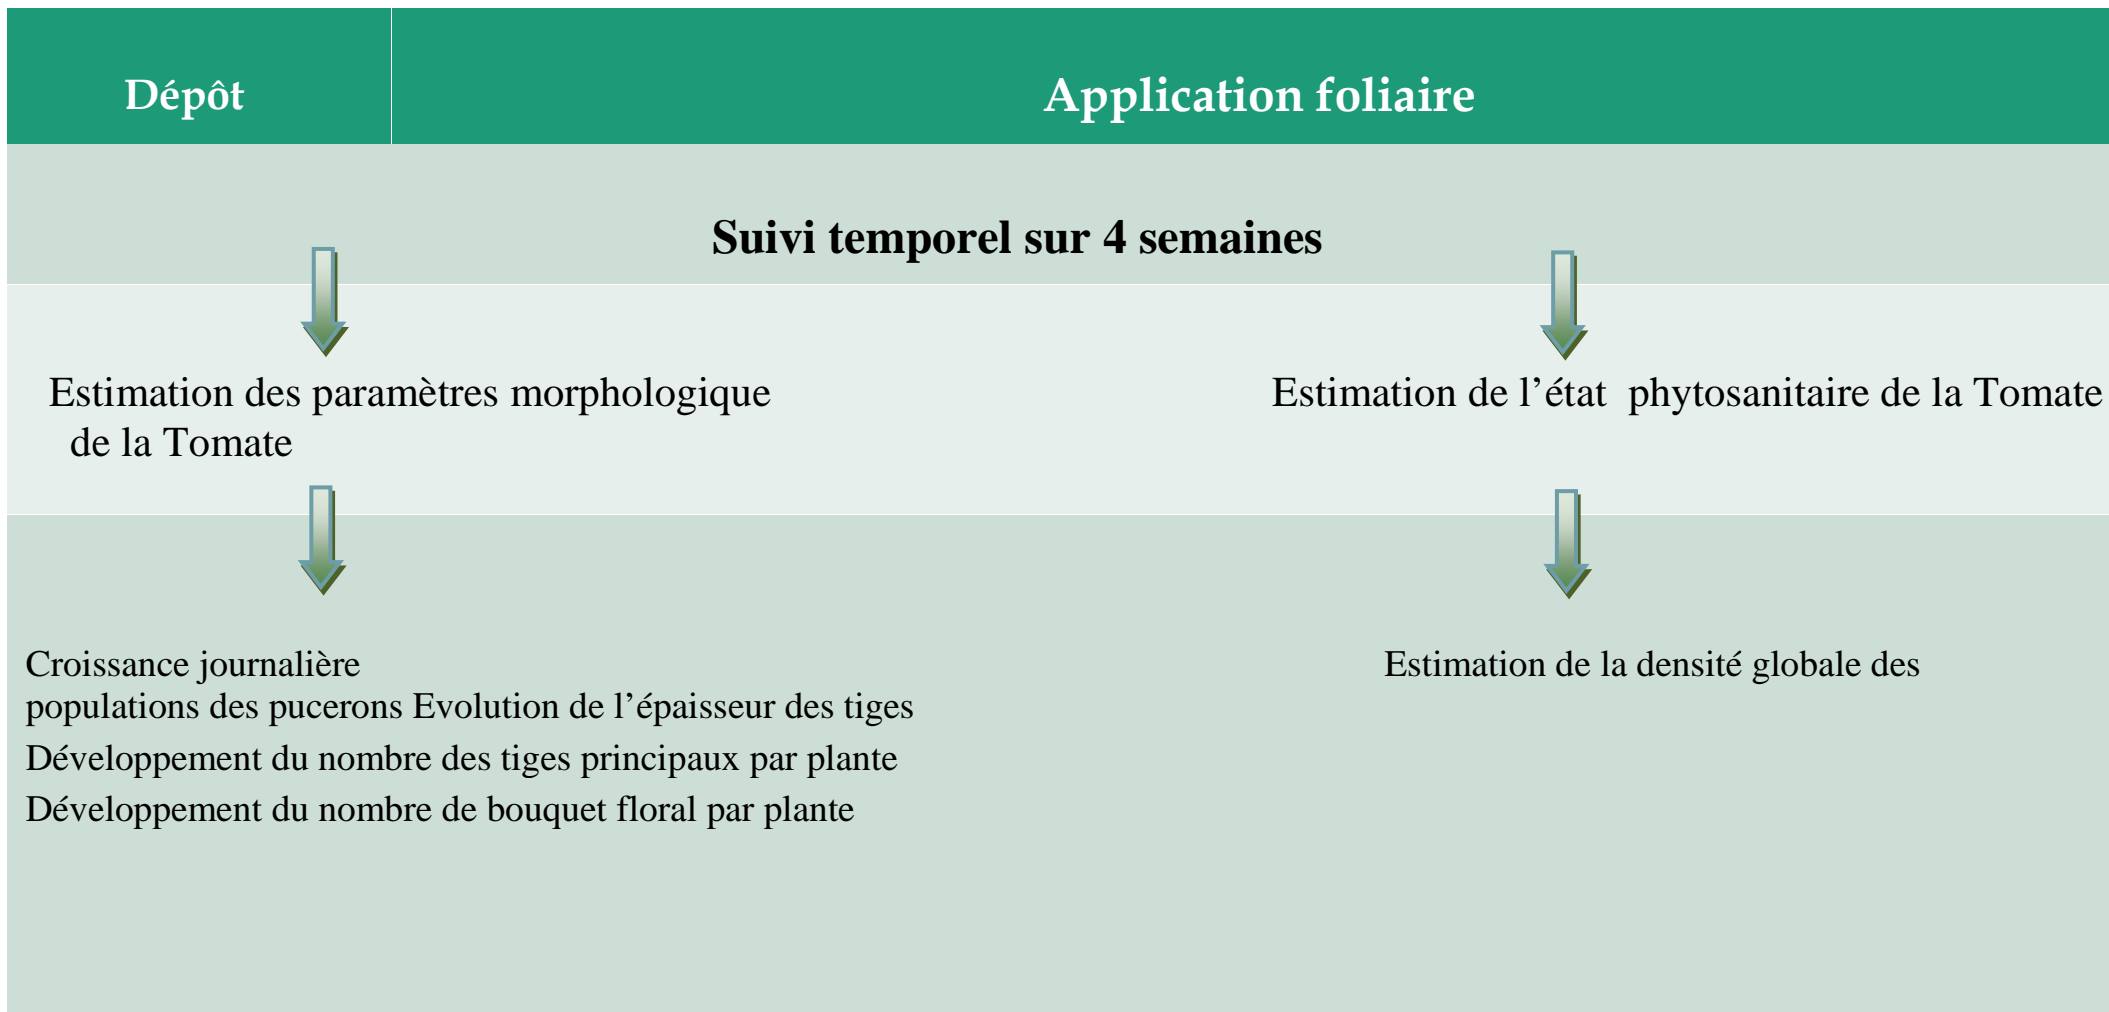 Dépôt
Application foliaire
Suivi temporel sur 4 semaines
Estimation des paramètres morphologique
de la Tomate
Estimation de l’état phytosanitaire de la Tomate
Croissance journalière
Estimation de la densité globale des
populations des pucerons Evolution de l’épaisseur des tiges
Développement du nombre des tiges principaux par plante
Développement du nombre de bouquet floral par plante